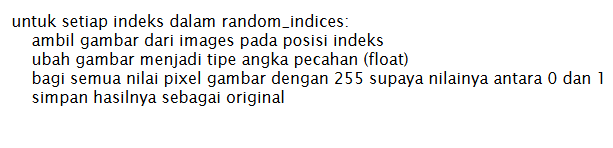 untuk setiap indeks dalam random_indices:
ambil gambar dari images pada posisi indeks
ubah gambar menjadi tipe angka pecahan (float)
bagi semua nilai pixel gambar dengan 255 supaya nilainya antara 0 dan 1
simpan hasilnya sebagai original